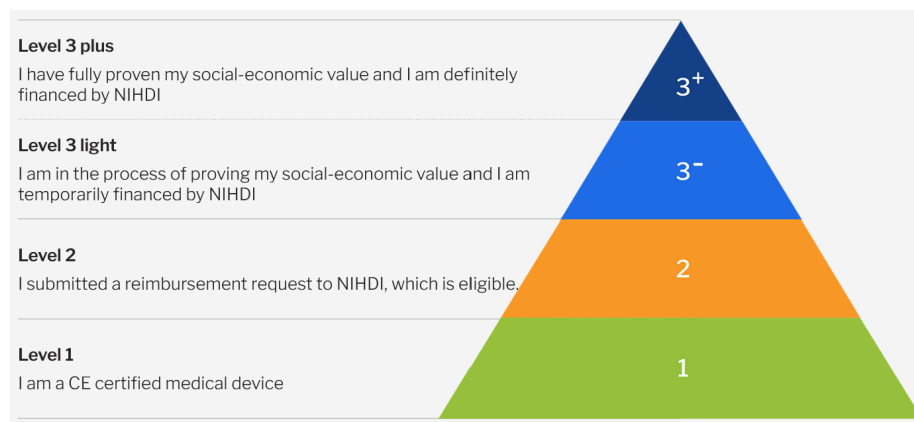 Level 3 plus
I have fully proven my social-economic value and I am definitely
financed by NIHDI
3+
Level 3 light
I am in the process of proving my social-economic value and I am
temporarily financed by NIHDI
3-
Level 2
I submitted a reimbursement request to NIHDI, which is eligible.
2
Level 1
I am a CE certified medical device
1